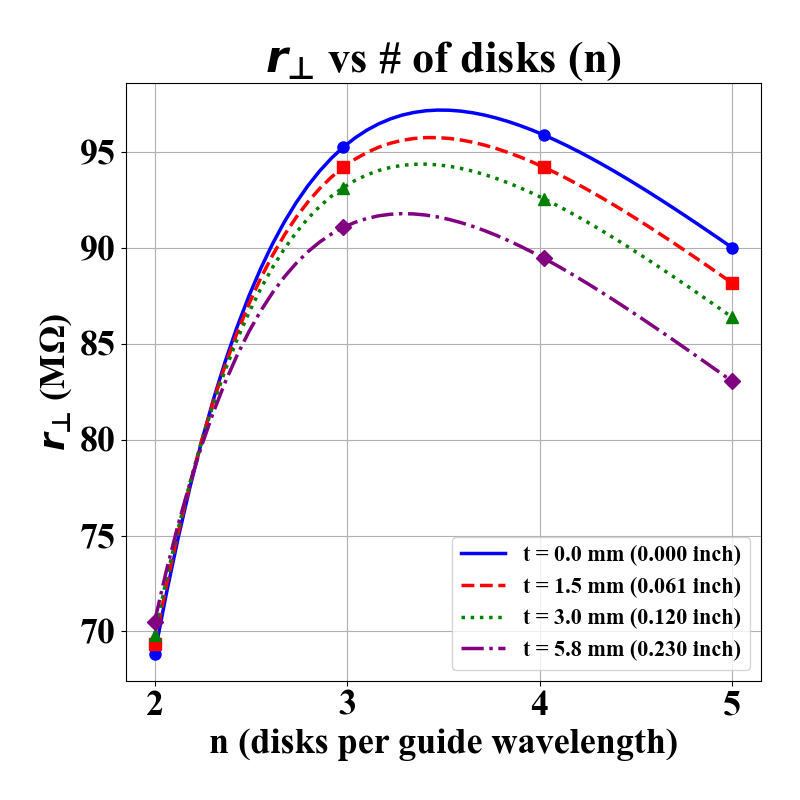 r⊥ vs # of disks (n)
r⊥ (MΩ)
95
90
85
80
75
70
t = 0.0 mm (0.000 inch)
t = 1.5 mm (0.061 inch)
t = 3.0 mm (0.120 inch)
t = 5.8 mm (0.230 inch)
2 3 4 5
n (disks per guide wavelength)